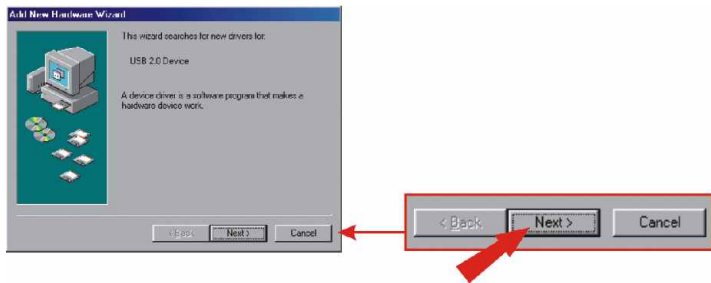 Add New Hardware Wizard
This wizard searches for new drivers for:
USB 2.0 Device
A device driver is a software program that makes a
hardware device work.
< Back
Next >
Cancel
< Back
Next >
Cancel